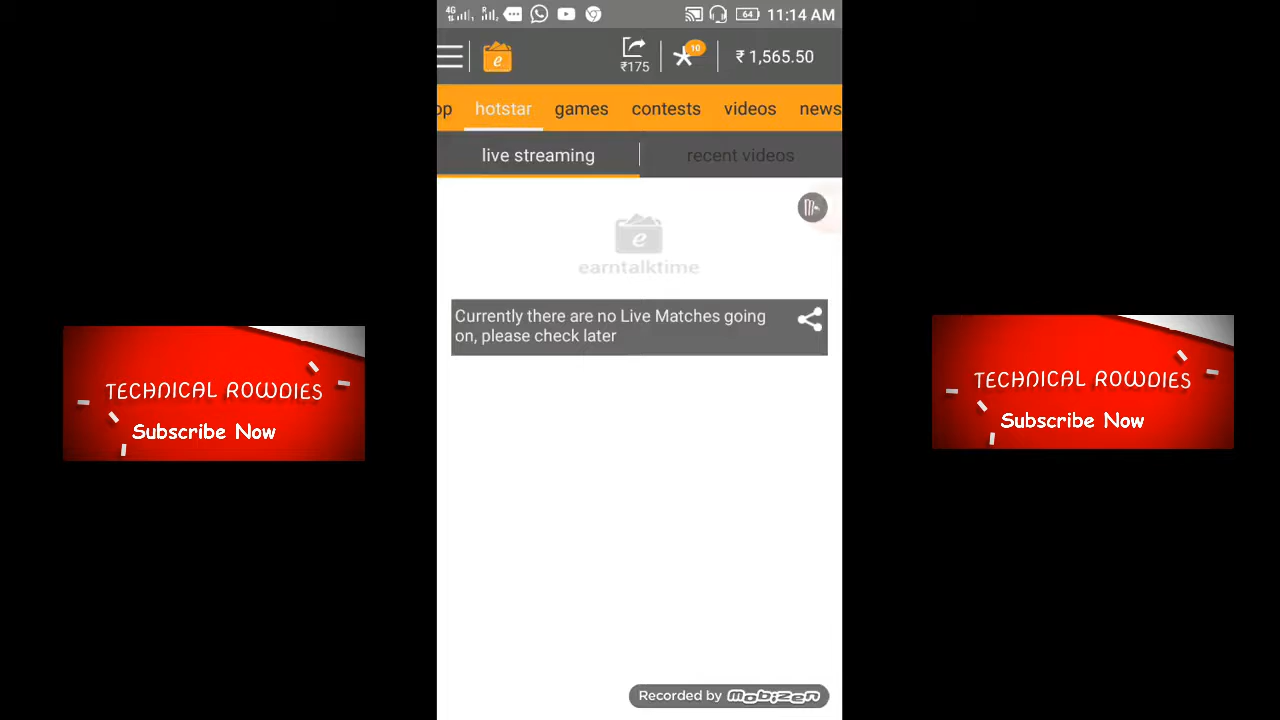 4G
R
64
11:14 AM
e
₹175
10
₹ 1,565.50
op
hotstar
games
contests
videos
news
live streaming
recent videos
e
earntalktime
Currently there are no Live Matches going
on, please check later
TECHNICAL ROWDIES
Subscribe Now
TECHNICAL ROWDIES
Subscribe Now
Recorded by mobizen